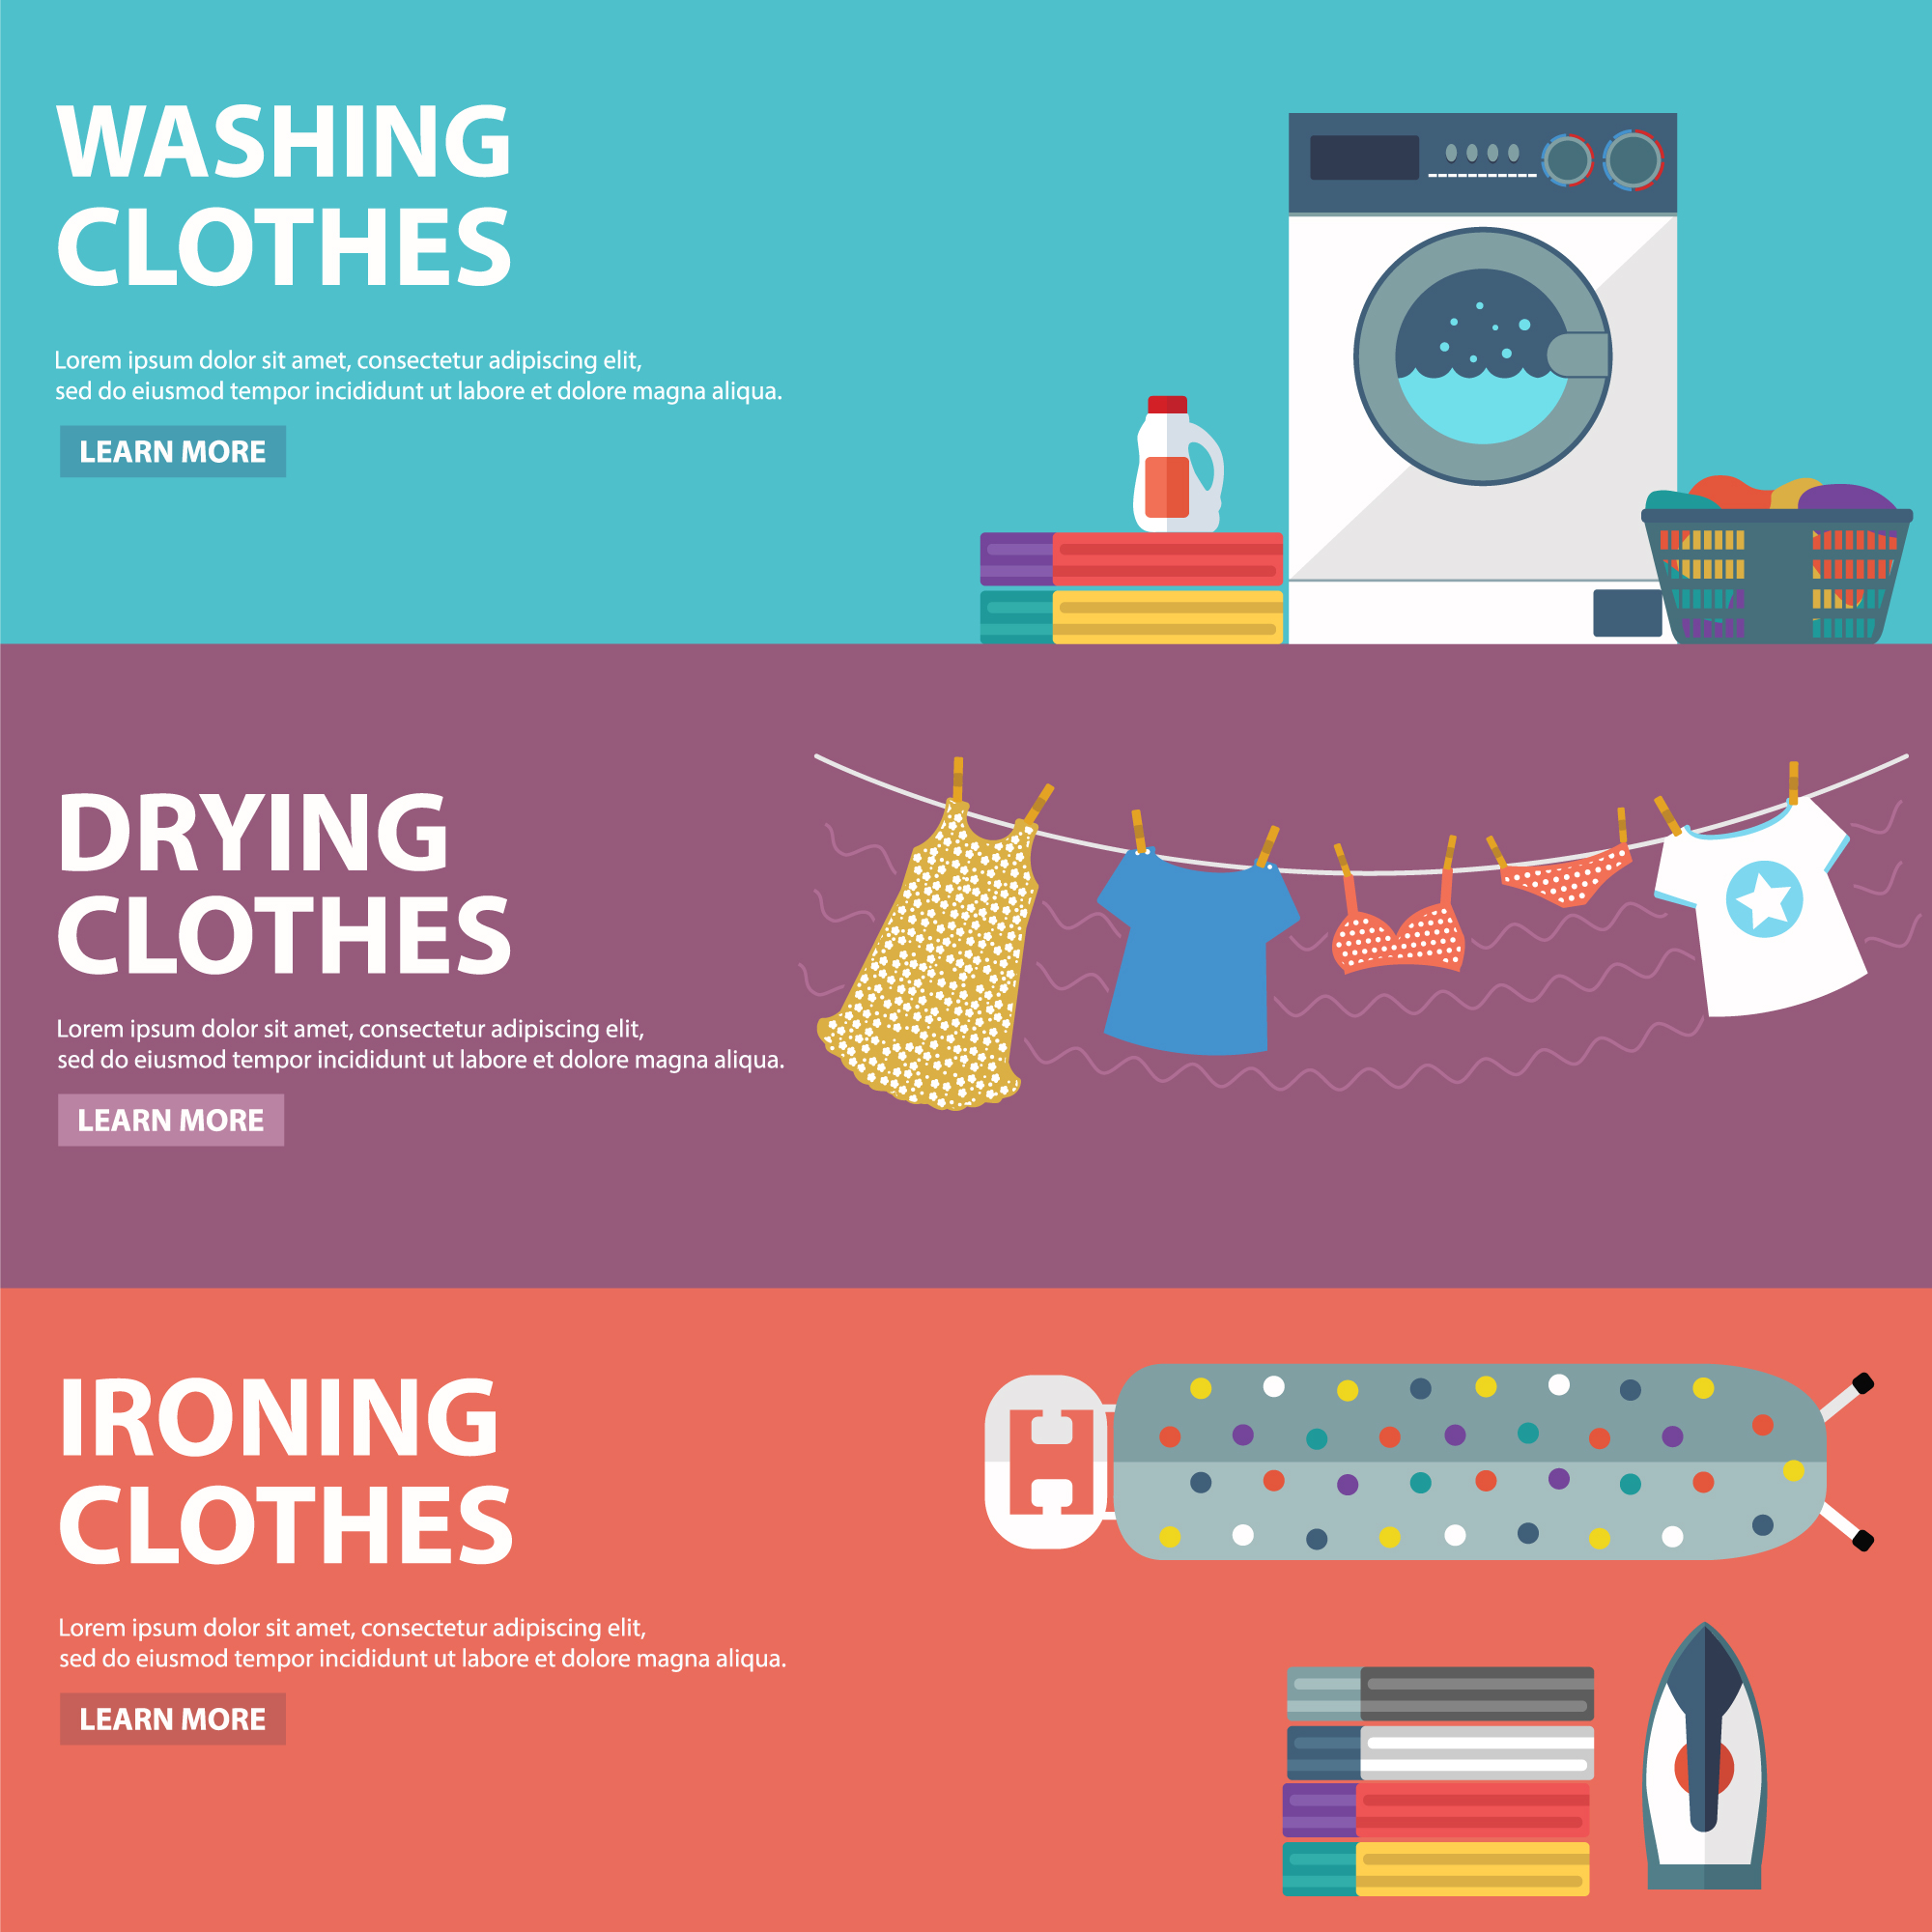 WASHING
CLOTHES
Lorem ipsum dolor sit amet, consectetur adipiscing elit,
sed do eiusmod tempor incididunt ut labore et dolore magna aliqua.
LEARN MORE
DRYING
CLOTHES
Lorem ipsum dolor sit amet, consectetur adipiscing elit,
sed do eiusmod tempor incididunt ut labore et dolore magna aliqua.
LEARN MORE
IRONING
CLOTHES
Lorem ipsum dolor sit amet, consectetur adipiscing elit,
sed do eiusmod tempor incididunt ut labore et dolore magna aliqua.
LEARN MORE